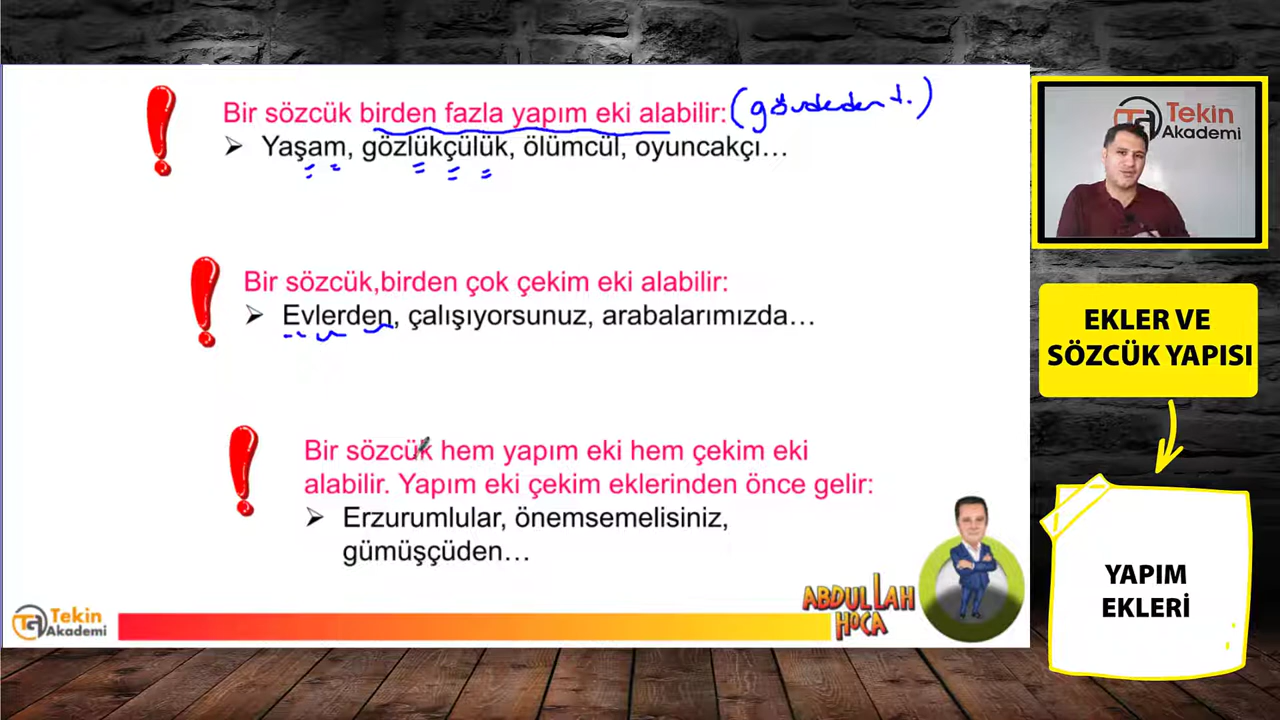 Bir sözcük birden fazla yapım eki alabilir: (gövdeden t.)
➢ Yaşam, gözlükçülük, ölümcül, oyuncakçı…
Bir sözcük,birden çok çekim eki alabilir:
➢ Evlerden, çalışıyorsunuz, arabalarımızda…
Bir sözcük hem yapım eki hem çekim eki
alabilir. Yapım eki çekim eklerinden önce gelir:
➢ Erzurumlular, önemsemelisiniz,
gümüşçüden…
Tekin
Akademi
ABDULLAH
HOCA
Tekin
Akademi
EKLER VE
SÖZCÜK YAPISI
YAPIM
EKLERİ